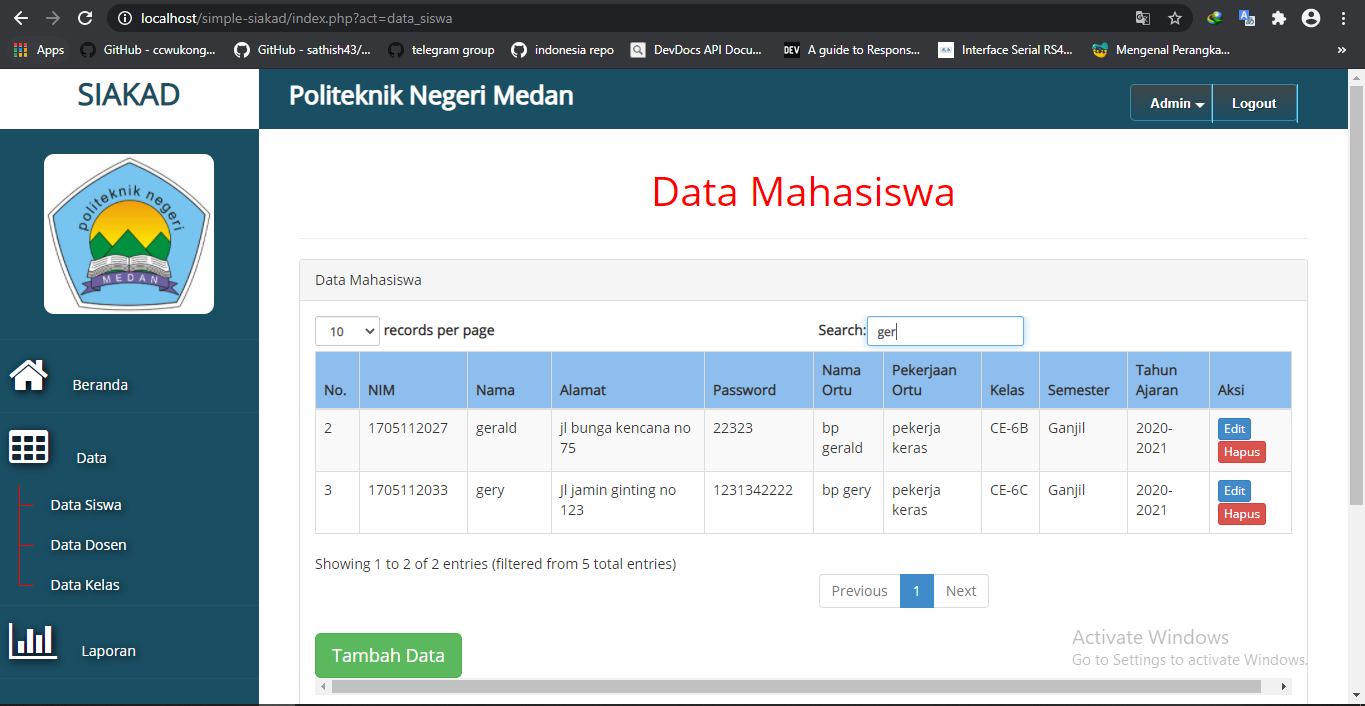 localhost/simple-siakad/index.php?act=data_siswa
Apps GitHub - ccwukong... GitHub - sathish43/... telegram group indonesia repo DevDocs API Docu... DEV A guide to Respons... Interface Serial RS4... Mengenal Perangka... »
SIAKAD
Politeknik Negeri Medan
Admin Logout
politeknik negeri
MEDAN
Beranda
Data
Data Siswa
Data Dosen
Data Kelas
Laporan
Data Mahasiswa
Data Mahasiswa
10 records per page Search: ger
No. NIM Nama Alamat Password Nama Ortu Pekerjaan Ortu Kelas Semester Tahun Ajaran Aksi
2 1705112027 gerald jl bunga kencana no 75 22323 bp gerald pekerja keras CE-6B Ganjil 2020-2021 Edit Hapus
3 1705112033 gery Jl jamin ginting no 123 1231342222 bp gery pekerja keras CE-6C Ganjil 2020-2021 Edit Hapus
Showing 1 to 2 of 2 entries (filtered from 5 total entries)
Previous 1 Next
Tambah Data
Activate Windows
Go to Settings to activate Windows.